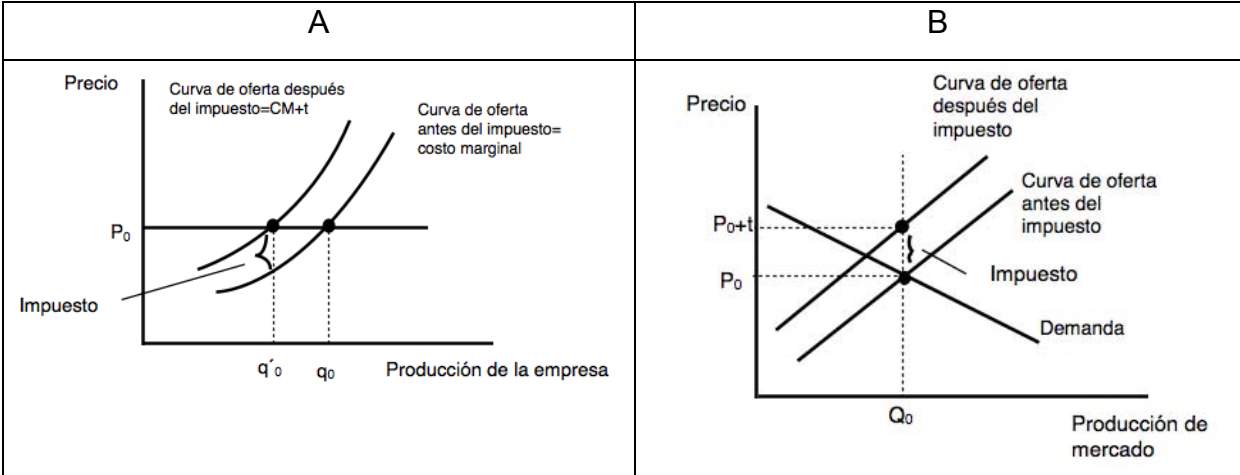 A
B
Precio
Curva de oferta después
del impuesto=CM+t
Curva de oferta
antes del impuesto=
costo marginal
P₀
Impuesto
q´₀
q₀
Producción de la empresa
Precio
Curva de oferta
después del
impuesto
Curva de oferta
antes del
impuesto
P₀+t
P₀
Impuesto
Demanda
Q₀
Producción de
mercado